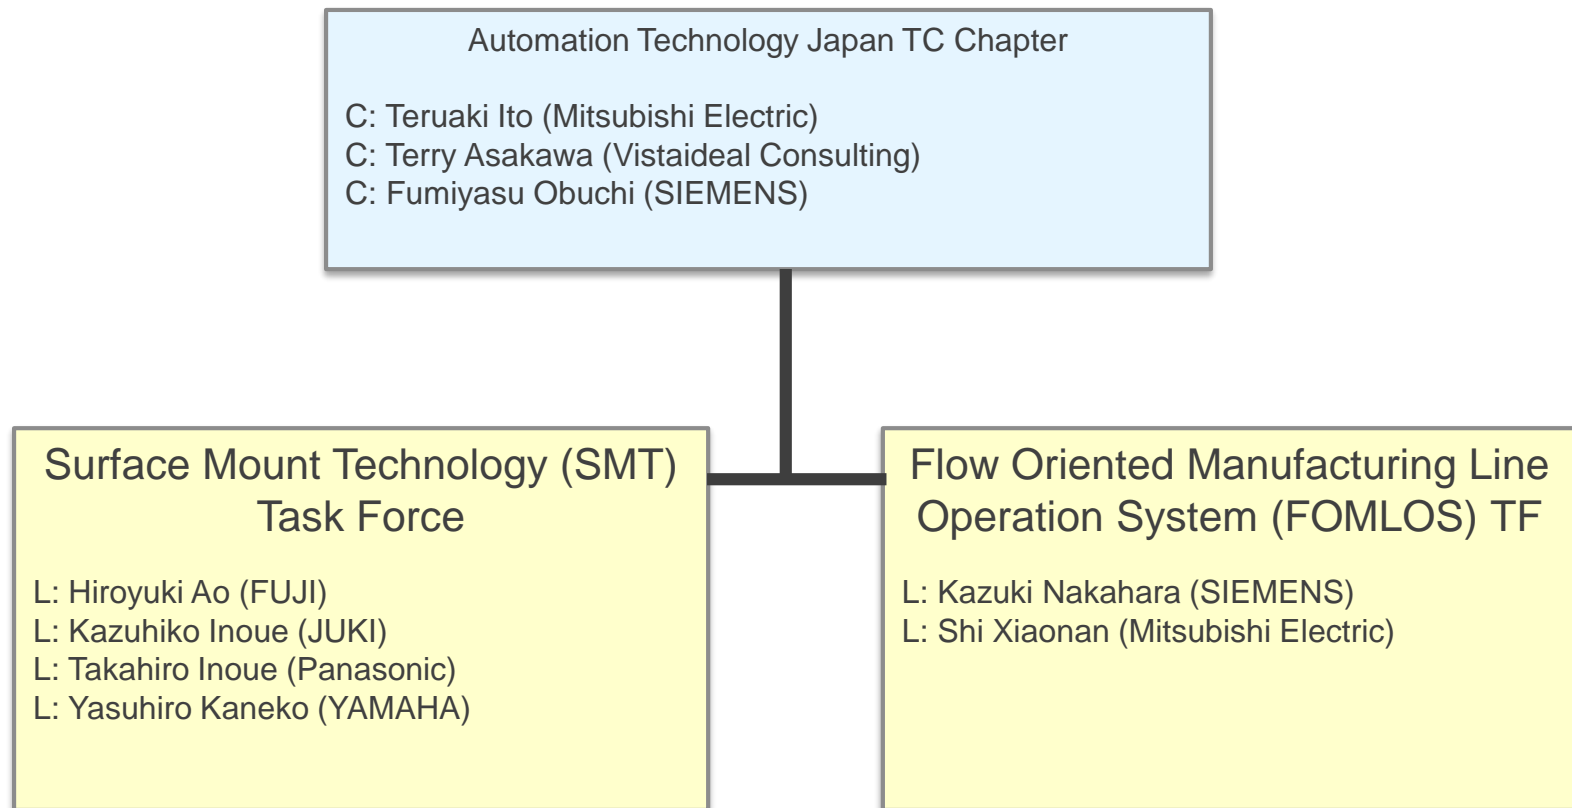 Automation Technology Japan TC Chapter
C: Teruaki Ito (Mitsubishi Electric)
C: Terry Asakawa (Vistaideal Consulting)
C: Fumiyasu Obuchi (SIEMENS)
Surface Mount Technology (SMT)
Task Force
L: Hiroyuki Ao (FUJI)
L: Kazuhiko Inoue (JUKI)
L: Takahiro Inoue (Panasonic)
L: Yasuhiro Kaneko (YAMAHA)
Flow Oriented Manufacturing Line
Operation System (FOMLOS) TF
L: Kazuki Nakahara (SIEMENS)
L: Shi Xiaonan (Mitsubishi Electric)